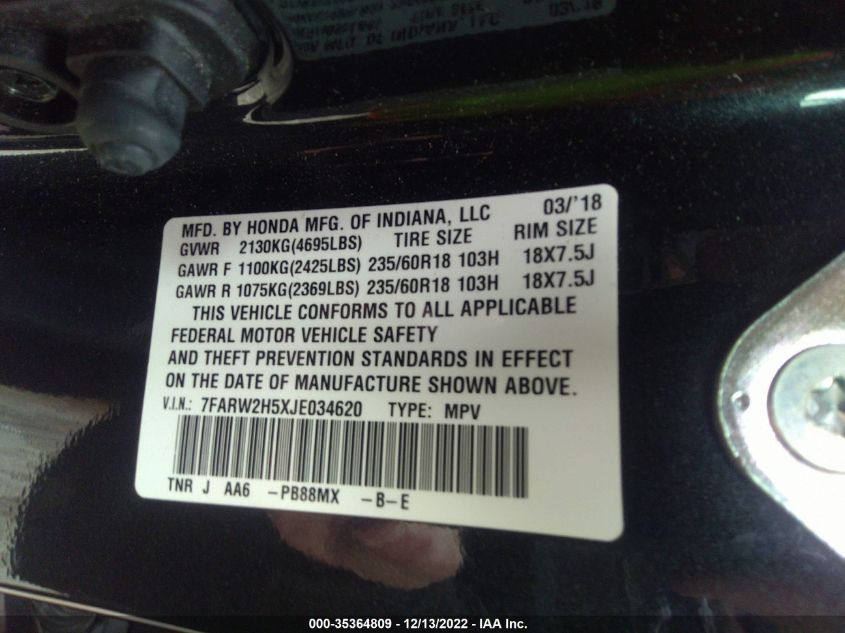 03/'18
MFD. BY HONDA MFG. OF INDIANA, LLC 03/'18
GVWR 2130KG(4695LBS) TIRE SIZE RIM SIZE
GAWR F 1100KG(2425LBS) 235/60R18 103H 18X7.5J
GAWR R 1075KG(2369LBS) 235/60R18 103H 18X7.5J
THIS VEHICLE CONFORMS TO ALL APPLICABLE
FEDERAL MOTOR VEHICLE SAFETY
AND THEFT PREVENTION STANDARDS IN EFFECT
ON THE DATE OF MANUFACTURE SHOWN ABOVE.
V.I.N.: 7FARW2H5XJE034620 TYPE: MPV
TNR J AA6 -PB88MX -B-E
000-35364809 - 12/13/2022 - IAA Inc.